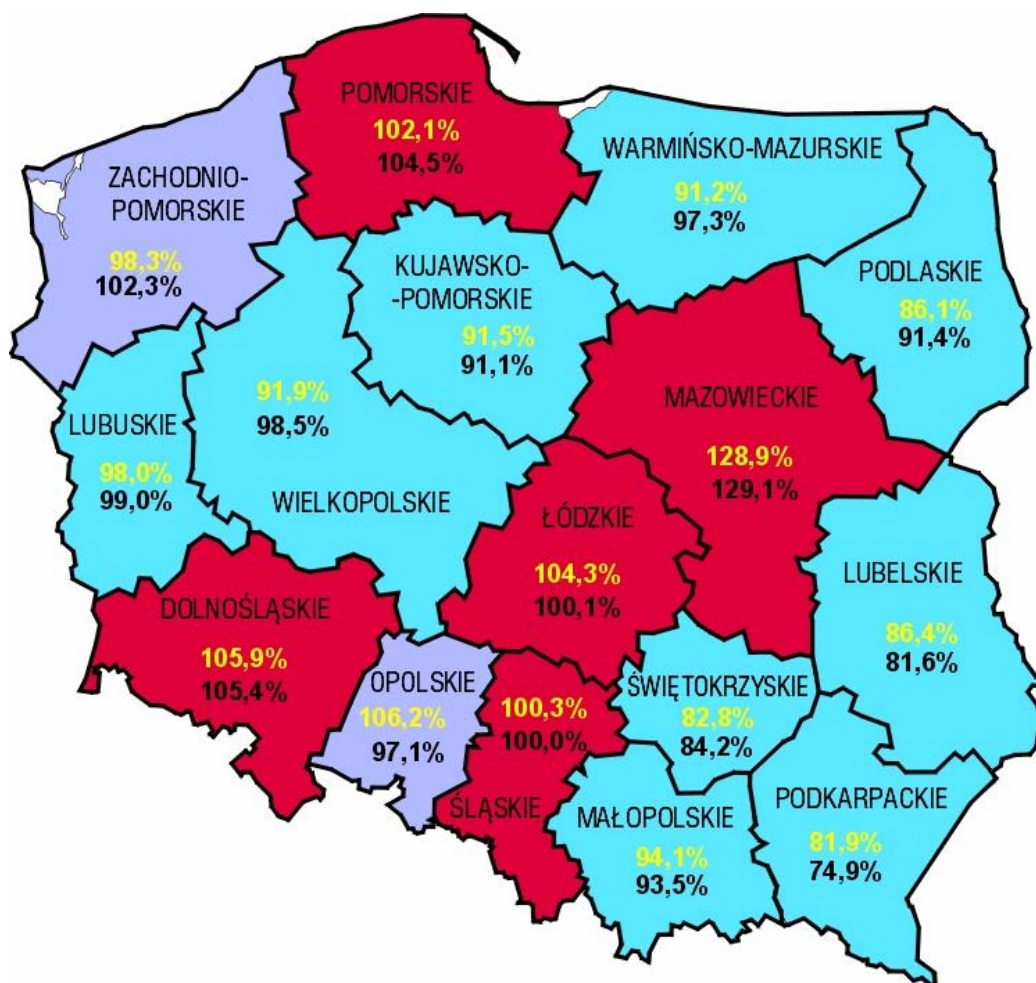 POMORSKIE
102,1%
104,5%
WARMIŃSKO-MAZURSKIE
91,2%
97,3%
ZACHODNIO-
POMORSKIE
98,3%
102,3%
KUJAWSKO-
-POMORSKIE
91,5%
91,1%
PODLASKIE
86,1%
91,4%
MAZOWIECKIE
128,9%
129,1%
LUBUSKIE
98,0%
99,0%
91,9%
98,5%
WIELKOPOLSKIE
ŁÓDZKIE
104,3%
100,1%
LUBELSKIE
86,4%
81,6%
DOLNOŚLĄSKIE
105,9%
105,4%
OPOLSKIE
106,2%
97,1%
100,3%
100,0%
ŚLĄSKIE
ŚWIĘTOKRZYSKIE
82,8%
84,2%
MAŁOPOLSKIE
94,1%
93,5%
PODKARPACKIE
81,9%
74,9%